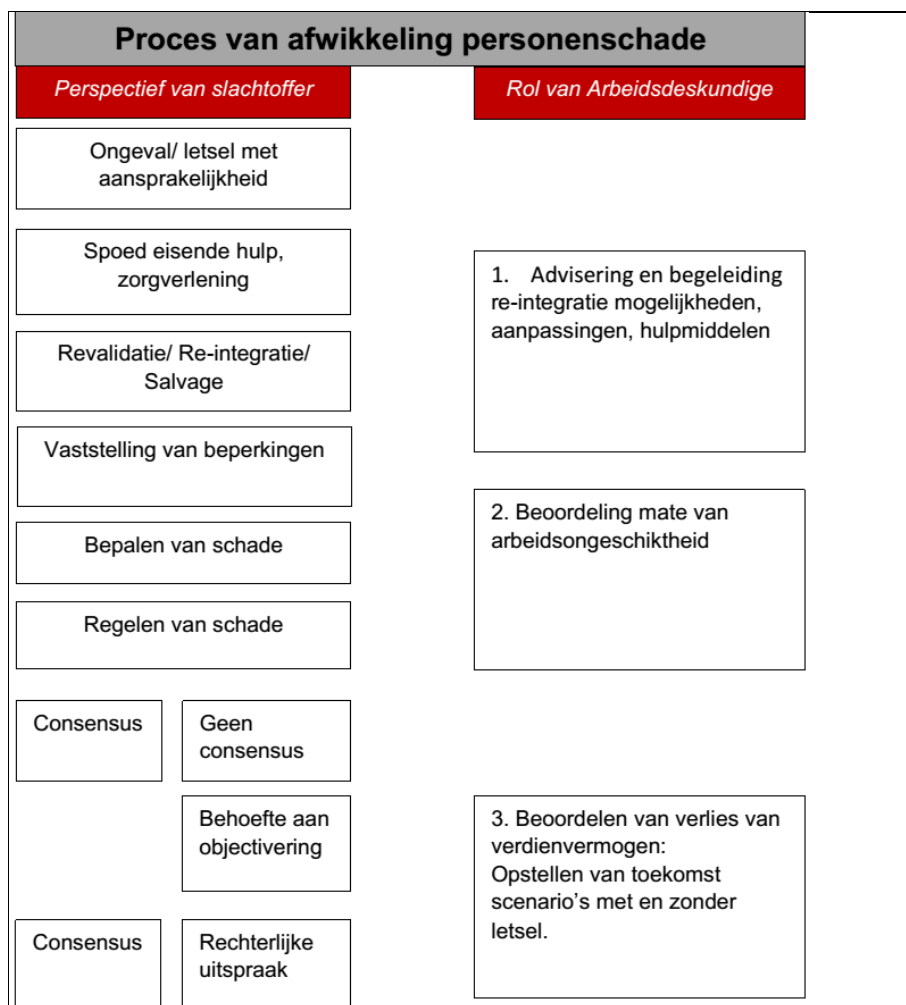 Proces van afwikkeling personenschade
Perspectief van slachtoffer
Rol van Arbeidsdeskundige
Ongeval/ letsel met
aansprakelijkheid
Spoed eisende hulp,
zorgverlening
Revalidatie/ Re-integratie/
Salvage
Vaststelling van beperkingen
Bepalen van schade
Regelen van schade
Consensus
Geen
consensus
Behoefte aan
objectivering
Consensus
Rechterlijke
uitspraak
1. Advisering en begeleiding
re-integratie mogelijkheden,
aanpassingen, hulpmiddelen
2. Beoordeling mate van
arbeidsongeschiktheid
3. Beoordelen van verlies van
verdienvermogen:
Opstellen van toekomst
scenario's met en zonder
letsel.